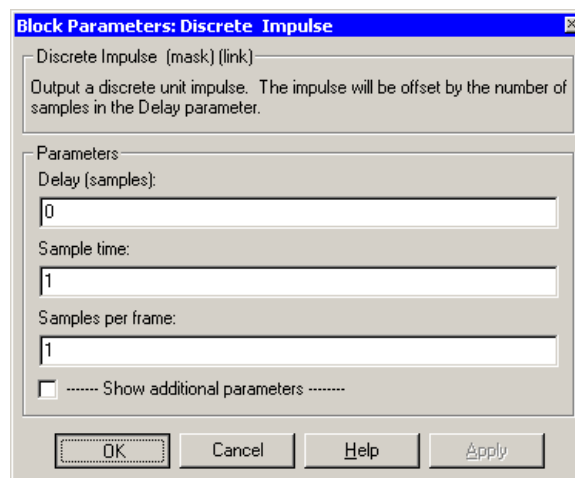 Block Parameters: Discrete Impulse
Discrete Impulse (mask) (link)
Output a discrete unit impulse. The impulse will be offset by the number of
samples in the Delay parameter.
Parameters
Delay (samples):
0
Sample time:
1
Samples per frame:
1
------- Show additional parameters --------
OK Cancel Help Apply